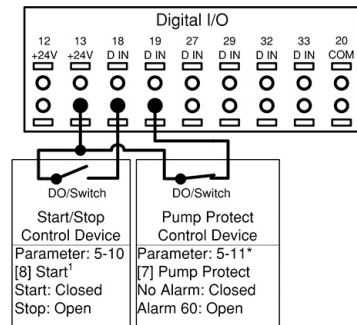 Digital I/O
12 13 18 19 27 29 32 33 20
+24V +24V D IN D IN D IN D IN D IN D IN COM
DO/Switch DO/Switch
Start/Stop
Control Device
Parameter: 5-10
[8] Start¹
Start: Closed
Stop: Open
Pump Protect
Control Device
Parameter: 5-11*
[7] Pump Protect
No Alarm: Closed
Alarm 60: Open